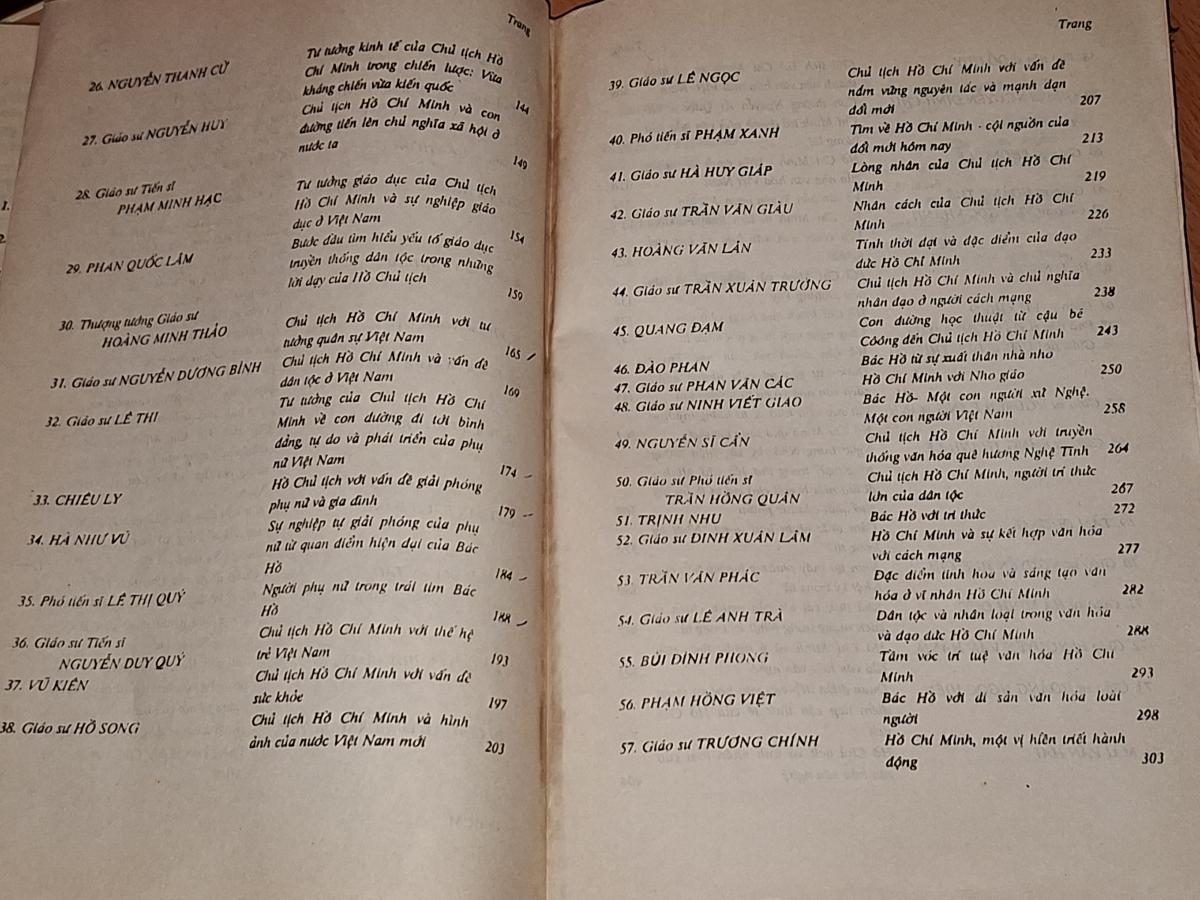 Trang
26. NGUYỄN THANH CỪ
Tư tưởng kinh tế của Chủ tịch Hồ
Chí Minh trong chiến lược: Vừa
kháng chiến vừa kiến quốc
144
27. Giáo sư NGUYỄN HUY
Chủ tịch Hồ Chí Minh và con
đường tiến lên chủ nghĩa xã hội ở
nước ta
149
28. Giáo sư Tiến sĩ
PHẠM MINH HẠC
Tư tưởng giáo dục của Chủ tịch
Hồ Chí Minh và sự nghiệp giáo
dục ở Việt Nam
154
29. PHAN QUỐC LÂM
Bước đầu tìm hiểu yếu tố giáo dục
truyền thống dân tộc trong những
lời dạy của Hồ Chủ tịch
159
30. Thượng tướng Giáo sư
HOÀNG MINH THẢO
Chủ tịch Hồ Chí Minh với tư
tưởng quân sự Việt Nam
165
31. Giáo sư NGUYỄN DƯƠNG BÌNH
Chủ tịch Hồ Chí Minh và vấn đề
dân tộc ở Việt Nam
169
32. Giáo sư LÊ THI
Tư tưởng của Chủ tịch Hồ Chí
Minh về con đường đi tới bình
đẳng, tự do và phát triển của phụ
nữ Việt Nam
174
33. CHIÊU LY
Hồ Chủ tịch với vấn đề giải phóng
phụ nữ và gia đình
179
34. HÀ NHƯ VŨ
Sự nghiệp tự giải phóng của phụ
nữ từ quan điểm hiện đại của Bác
Hồ
184
35. Phó tiến sĩ LÊ THỊ QUÝ
Người phụ nữ trong trái tim Bác
Hồ
188
36. Giáo sư Tiến sĩ
NGUYỄN DUY QUÝ
Chủ tịch Hồ Chí Minh với thế hệ
trẻ Việt Nam
193
37. VŨ KIÊN
Chủ tịch Hồ Chí Minh với vấn đề
sức khỏe
197
38. Giáo sư HỒ SONG
Chủ tịch Hồ Chí Minh và hình
ảnh của nước Việt Nam mới
203
Trang
39. Giáo sư LÊ NGỌC
Chủ tịch Hồ Chí Minh với vấn đề
nắm vững nguyên tắc và mạnh dạn
đổi mới
207
40. Phó tiến sĩ PHẠM XANH
Tìm về Hồ Chí Minh - cội nguồn của
đổi mới hôm nay
213
41. Giáo sư HÀ HUY GIÁP
Lòng nhân của Chủ tịch Hồ Chí
Minh
219
42. Giáo sư TRẦN VĂN GIÀU
Nhân cách của Chủ tịch Hồ Chí
Minh
226
43. HOÀNG VĂN LÂN
Tính thời đại và đặc điểm của đạo
đức Hồ Chí Minh
233
44. Giáo sư TRẦN XUÂN TRƯỜNG
Chủ tịch Hồ Chí Minh và chủ nghĩa
nhân đạo ở người cách mạng
238
45. QUANG ĐẠM
Con đường học thuật từ cậu bé
Côông đến Chủ tịch Hồ Chí Minh
243
46. ĐÀO PHAN
Bác Hồ từ sự xuất thân nhà nho
47. Giáo sư PHAN VĂN CÁC
Hồ Chí Minh với Nho giáo
250
48. Giáo sư NINH VIẾT GIAO
Bác Hồ- Một con người xứ Nghệ.
Một con người Việt Nam
258
49. NGUYỄN SĨ CẨN
Chủ tịch Hồ Chí Minh với truyền
thống văn hóa quê hương Nghệ Tĩnh
264
50. Giáo sư Phó tiến sĩ
TRẦN HỒNG QUÂN
Chủ tịch Hồ Chí Minh, người trí thức
lớn của dân tộc
267
51. TRỊNH NHU
Bác Hồ với trí thức
272
52. Giáo sư ĐINH XUÂN LÂM
Hồ Chí Minh và sự kết hợp văn hóa
với cách mạng
277
53. TRẦN VĂN PHÁC
Đặc điểm tinh hoa và sáng tạo văn
hóa ở vĩ nhân Hồ Chí Minh
282
54. Giáo sư LÊ ANH TRÀ
Dân tộc và nhân loại trong văn hóa
và đạo đức Hồ Chí Minh
288
55. BÙI ĐÌNH PHONG
Tầm vóc trí tuệ văn hóa Hồ Chí
Minh
293
56. PHẠM HỒNG VIỆT
Bác Hồ với di sản văn hóa loài
người
298
57. Giáo sư TRƯƠNG CHÍNH
Hồ Chí Minh, một vị hiền triết hành
động
303